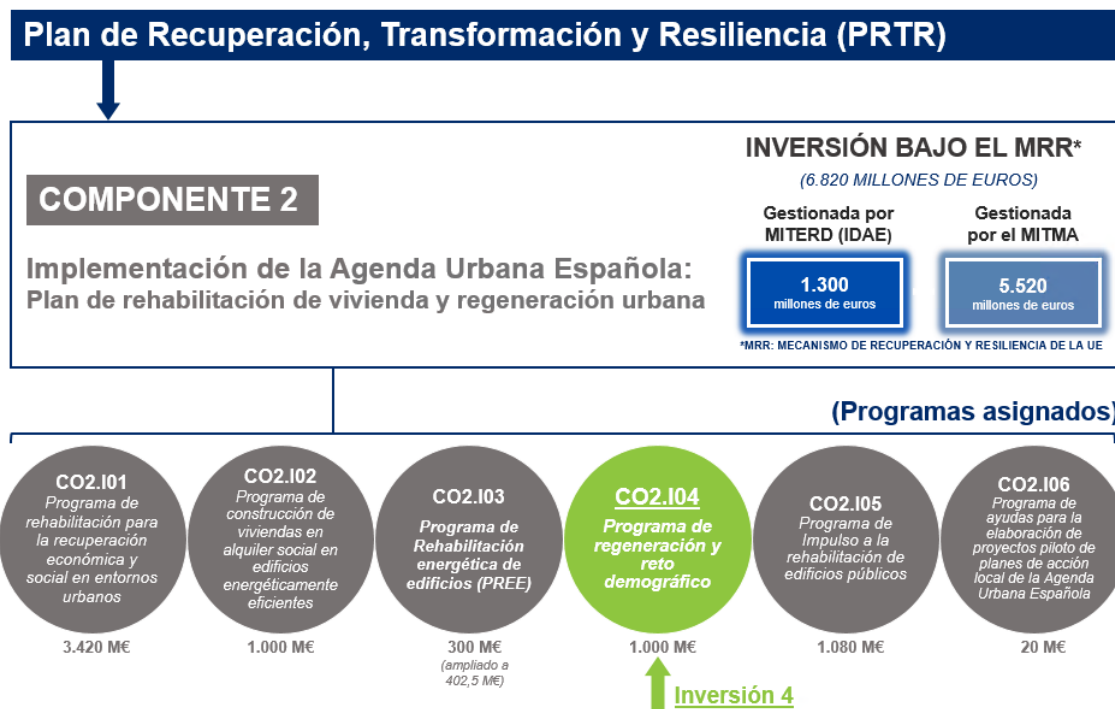 Plan de Recuperación, Transformación y Resiliencia (PRTR)
INVERSIÓN BAJO EL MRR*
(6.820 MILLONES DE EUROS)
COMPONENTE 2
Gestionada por
MITERD (IDAE)
Gestionada
por el MITMA
Implementación de la Agenda Urbana Española:
Plan de rehabilitación de vivienda y regeneración urbana
1.300
millones de euros
5.520
millones de euros
*MRR: MECANISMO DE RECUPERACIÓN Y RESILIENCIA DE LA UE
(Programas asignados)
CO2.I01
Programa de
rehabilitación para
la recuperación
económica y
social en entornos
urbanos
3.420 M€
CO2.I02
Programa de
construcción de
viviendas en
alquiler social en
edificios
energéticamente
eficientes
1.000 M€
CO2.I03
Programa de
Rehabilitación
energética de
edificios (PREE)
300 M€
(ampliado a
402,5 M€)
CO2.I04
Programa de
regeneración y
reto
demográfico
1.000 M€
Inversión 4
CO2.I05
Programa de
Impulso a la
rehabilitación de
edificios públicos
1.080 M€
CO2.I06
Programa de
ayudas para la
elaboración de
proyectos piloto de
planes de acción
local de la Agenda
Urbana Española
20 M€